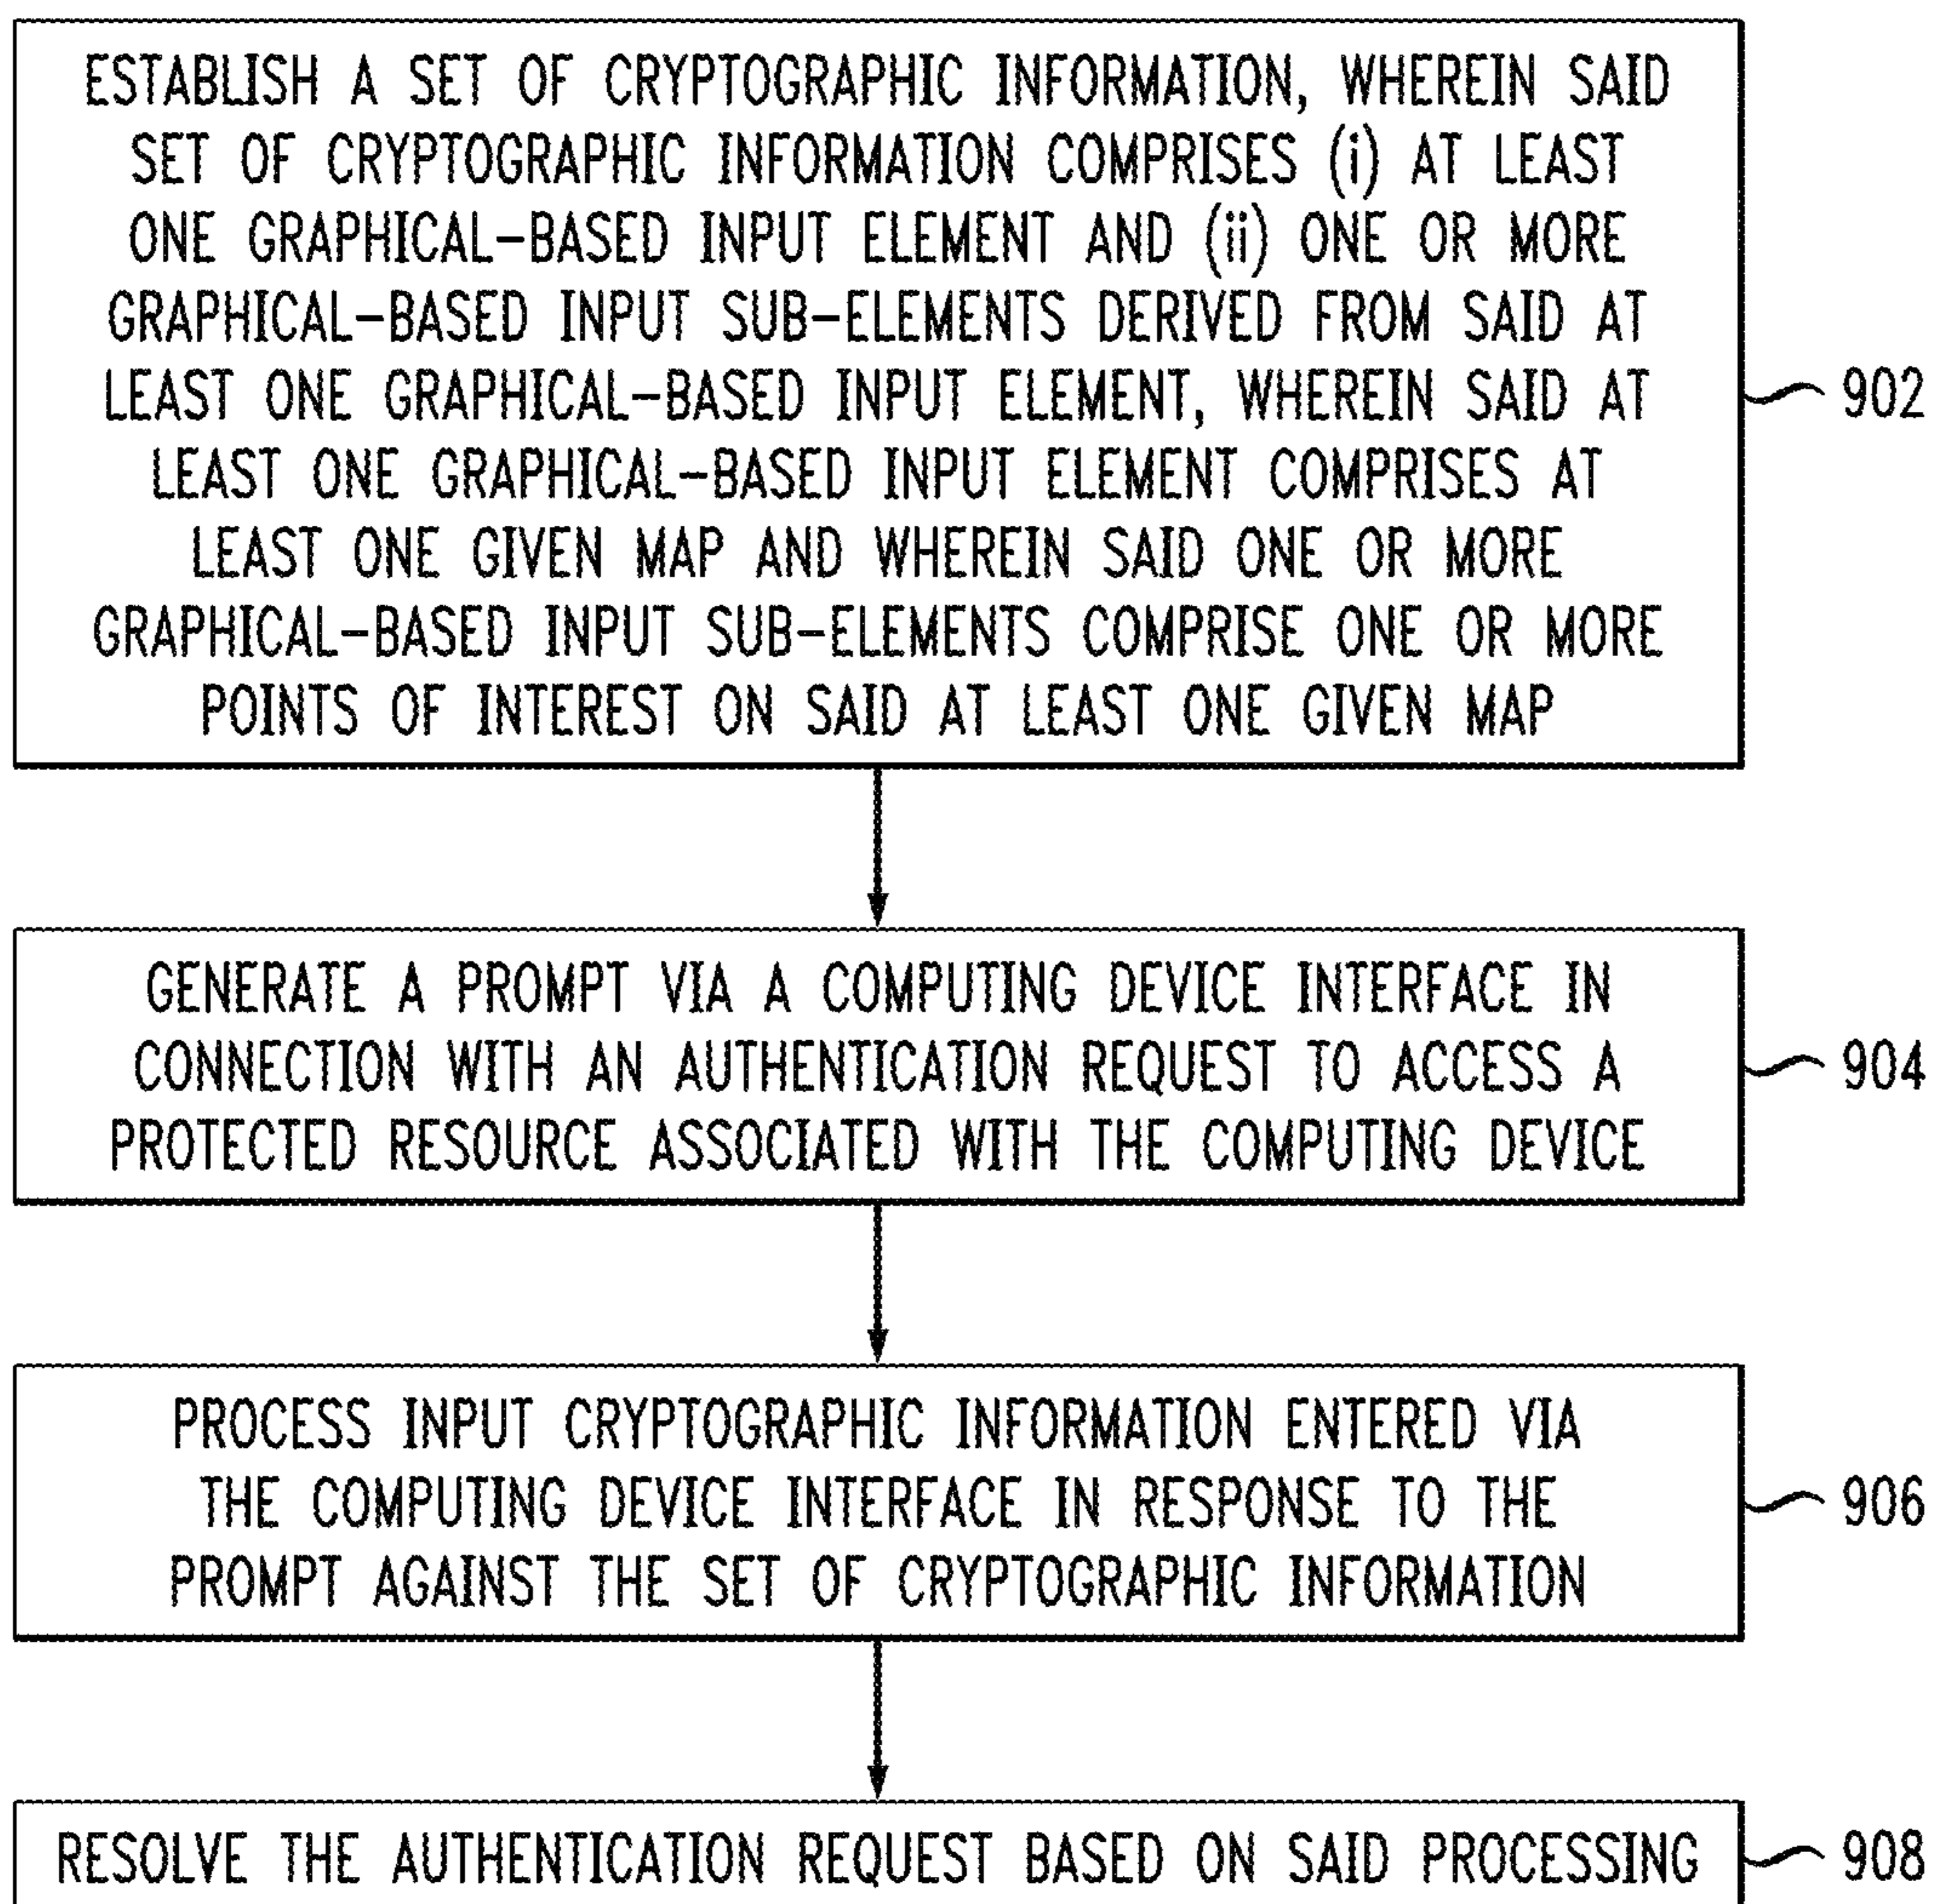 ESTABLISH A SET OF CRYPTOGRAPHIC INFORMATION, WHEREIN SAID
SET OF CRYPTOGRAPHIC INFORMATION COMPRISES (i) AT LEAST
ONE GRAPHICAL-BASED INPUT ELEMENT AND (ii) ONE OR MORE
GRAPHICAL-BASED INPUT SUB-ELEMENTS DERIVED FROM SAID AT
LEAST ONE GRAPHICAL-BASED INPUT ELEMENT, WHEREIN SAID AT
LEAST ONE GRAPHICAL-BASED INPUT ELEMENT COMPRISES AT
LEAST ONE GIVEN MAP AND WHEREIN SAID ONE OR MORE
GRAPHICAL-BASED INPUT SUB-ELEMENTS COMPRISE ONE OR MORE
POINTS OF INTEREST ON SAID AT LEAST ONE GIVEN MAP
902
GENERATE A PROMPT VIA A COMPUTING DEVICE INTERFACE IN
CONNECTION WITH AN AUTHENTICATION REQUEST TO ACCESS A
PROTECTED RESOURCE ASSOCIATED WITH THE COMPUTING DEVICE
904
PROCESS INPUT CRYPTOGRAPHIC INFORMATION ENTERED VIA
THE COMPUTING DEVICE INTERFACE IN RESPONSE TO THE
PROMPT AGAINST THE SET OF CRYPTOGRAPHIC INFORMATION
906
RESOLVE THE AUTHENTICATION REQUEST BASED ON SAID PROCESSING
908